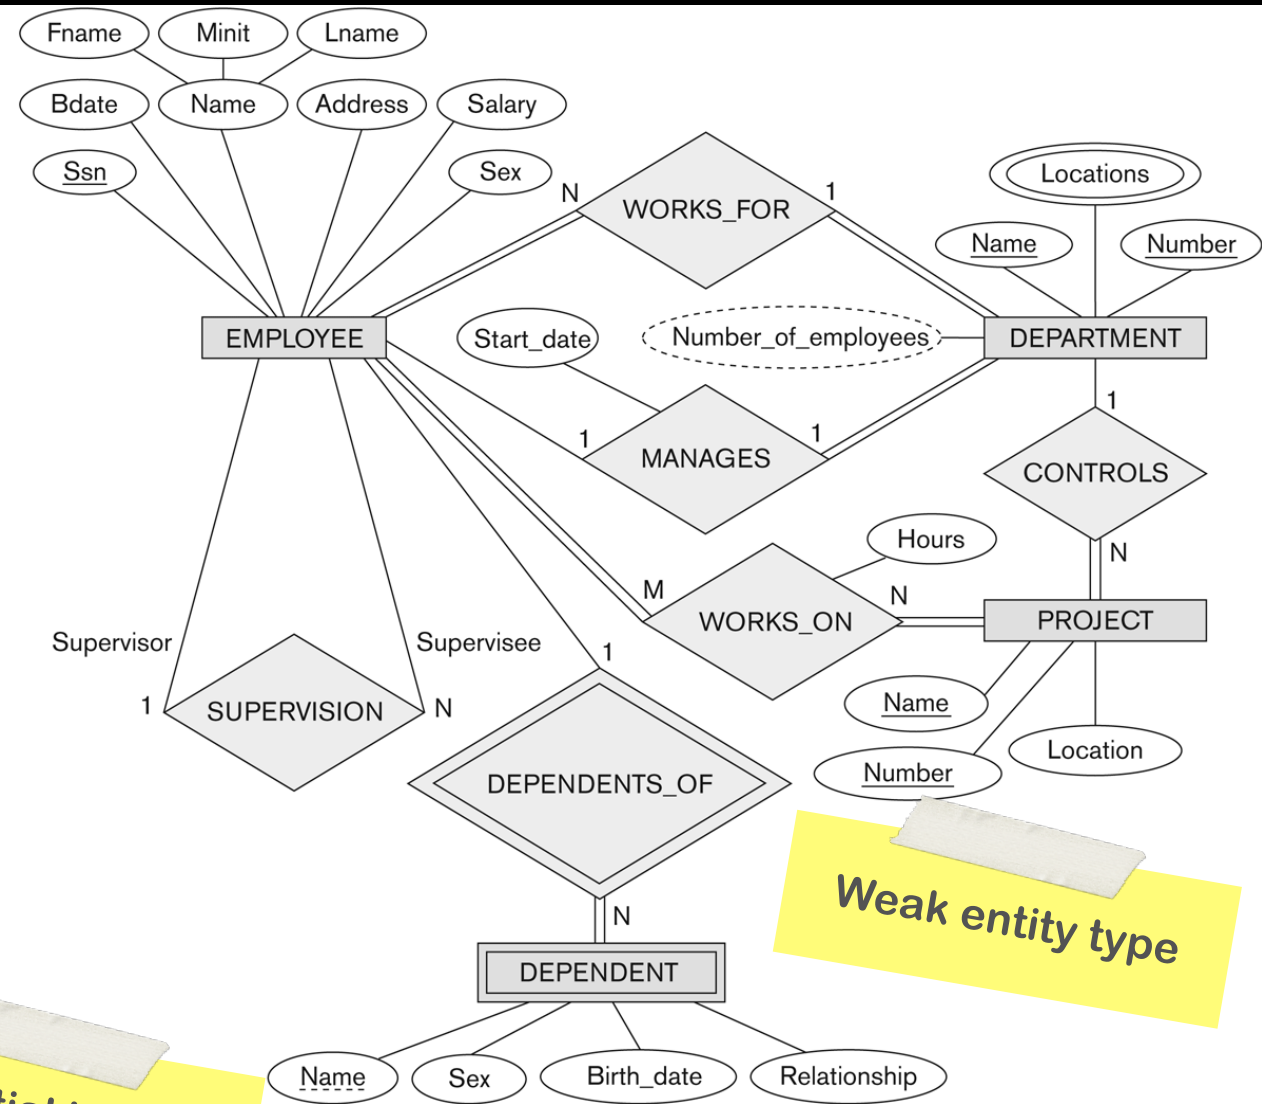 Fname Minit Lname
Bdate Name Address Salary
Ssn Sex
N WORKS_FOR 1
Locations
Name Number
EMPLOYEE Start_date Number_of_employees DEPARTMENT
1 MANAGES 1
1
CONTROLS
N
Hours
M WORKS_ON N PROJECT
Supervisor Supervisee
1 SUPERVISION N
1
Name
Number Location
DEPENDENTS_OF
N
Weak entity type
DEPENDENT
Name Sex Birth_date Relationship